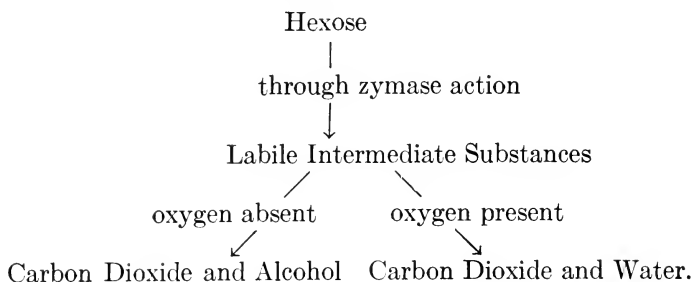 Hexose
through zymase action
Labile Intermediate Substances
oxygen absent oxygen present
Carbon Dioxide and Alcohol Carbon Dioxide and Water.